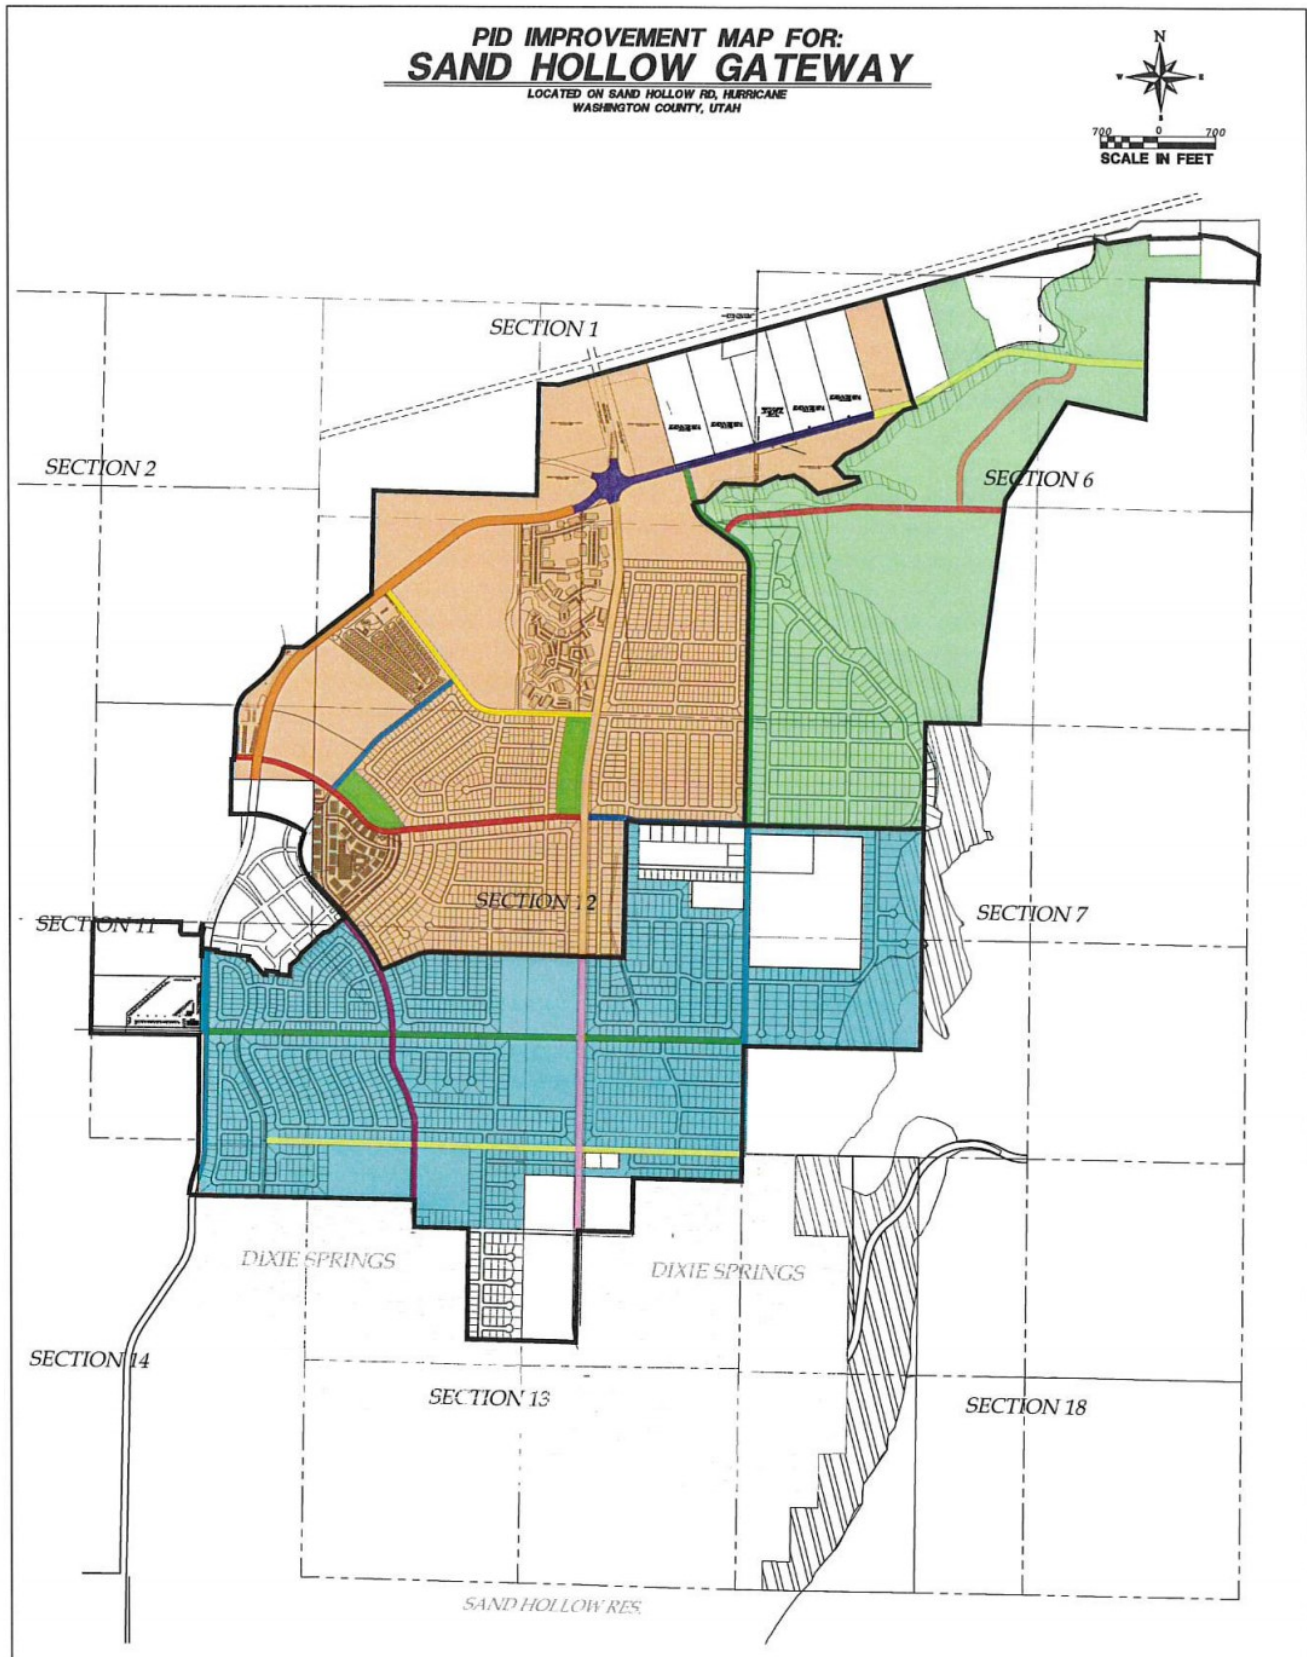 PID IMPROVEMENT MAP FOR:
SAND HOLLOW GATEWAY
LOCATED ON SAND HOLLOW RD, HURRICANE
WASHINGTON COUNTY, UTAH
N
700 0 700
SCALE IN FEET
SECTION 1
SECTION 2
SECTION 6
SECTION 12
SECTION 11
SECTION 7
DIXIE SPRINGS
DIXIE SPRINGS
SECTION 14
SECTION 13
SECTION 18
SAND HOLLOW RES.